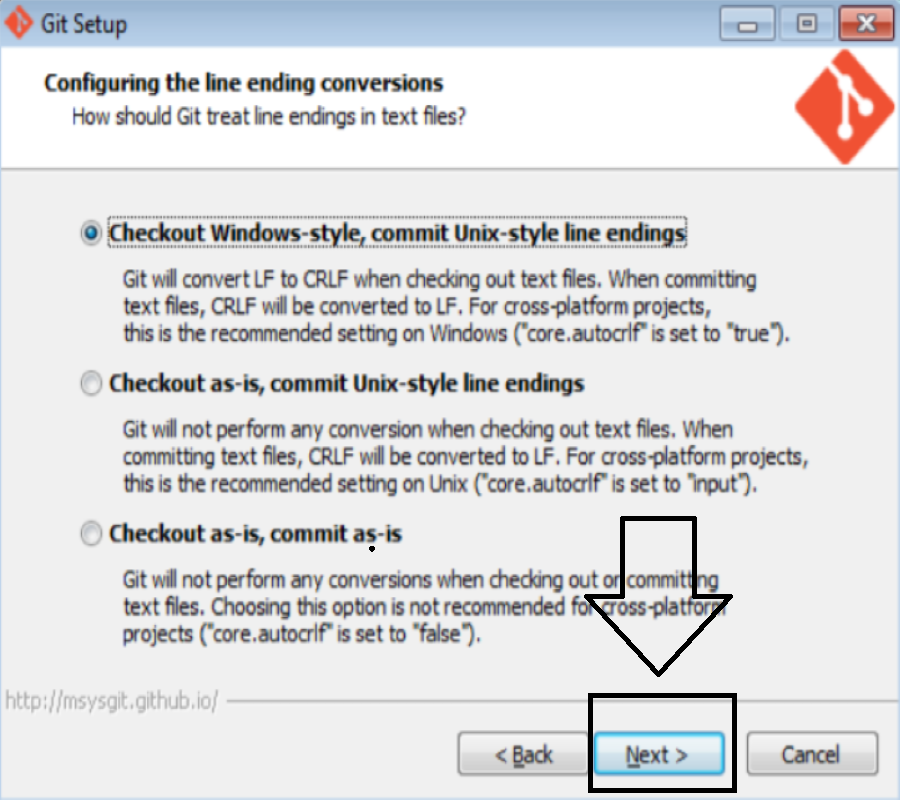 Git Setup
Configuring the line ending conversions
How should Git treat line endings in text files?
Checkout Windows-style, commit Unix-style line endings
Git will convert LF to CRLF when checking out text files. When committing
text files, CRLF will be converted to LF. For cross-platform projects,
this is the recommended setting on Windows ("core.autocrlf" is set to "true").
Checkout as-is, commit Unix-style line endings
Git will not perform any conversion when checking out text files. When
committing text files, CRLF will be converted to LF. For cross-platform projects,
this is the recommended setting on Unix ("core.autocrlf" is set to "input").
Checkout as-is, commit as-is
Git will not perform any conversions when checking out or committing
text files. Choosing this option is not recommended for cross-platform
projects ("core.autocrlf" is set to "false").
http://msysgit.github.io/
< Back Next > Cancel